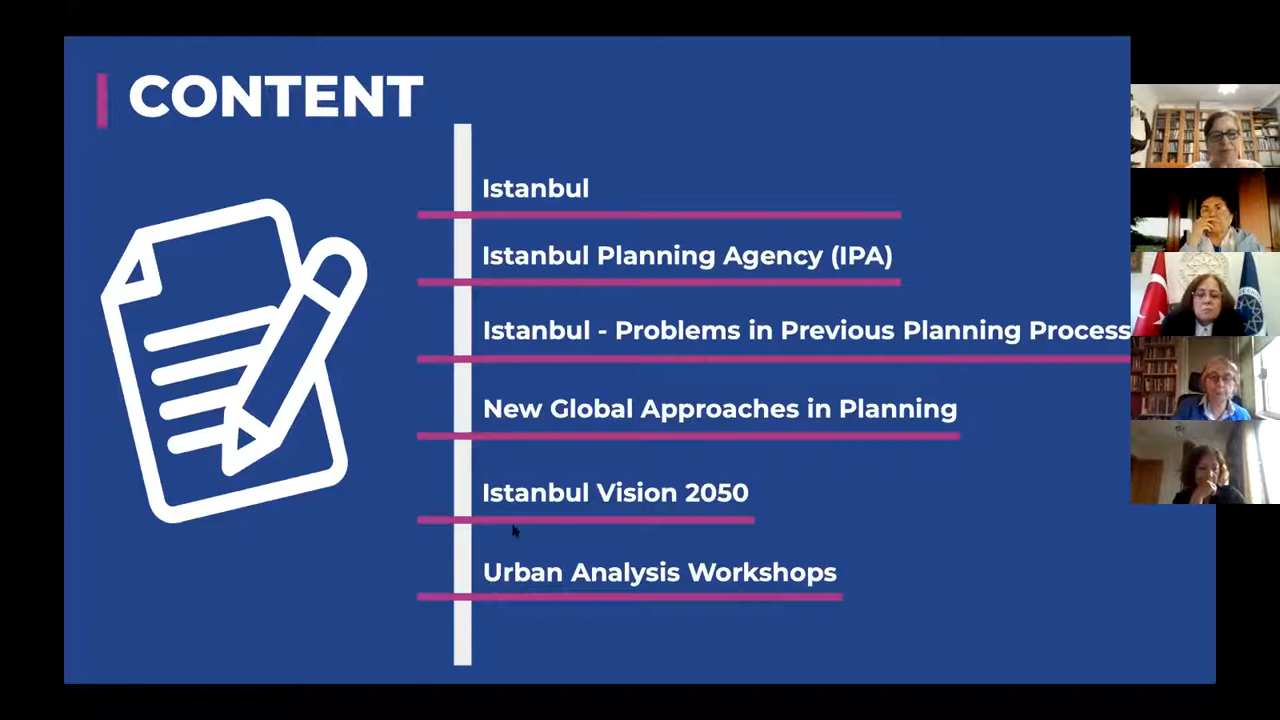 CONTENT
Istanbul
Istanbul Planning Agency (IPA)
Istanbul - Problems in Previous Planning Process
New Global Approaches in Planning
Istanbul Vision 2050
Urban Analysis Workshops